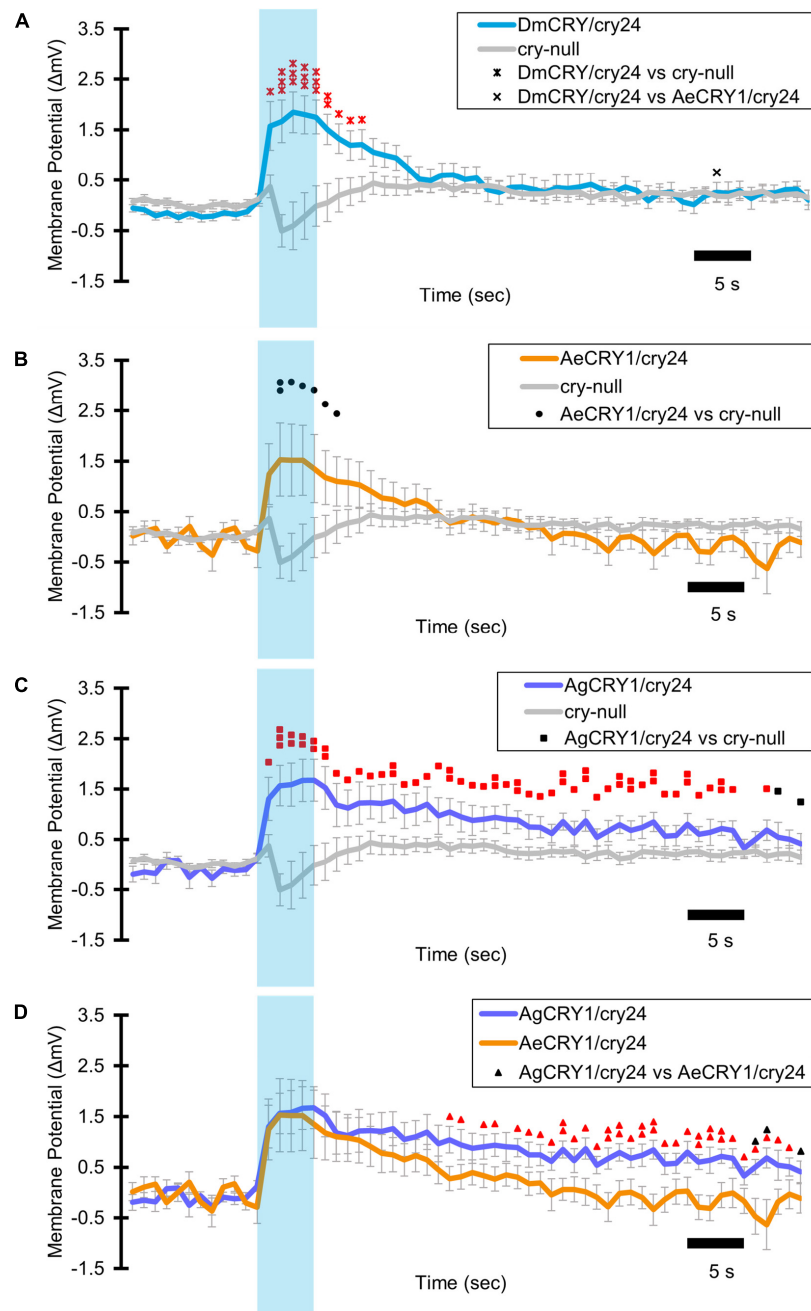 A
Membrane Potential (ΔmV)
3.5
2.5
1.5
0.5
-0.5
-1.5
DmCRY/cry24
cry-null
DmCRY/cry24 vs cry-null
DmCRY/cry24 vs AeCRY1/cry24
5 s
Time (sec)
B
Membrane Potential (ΔmV)
3.5
2.5
1.5
0.5
-0.5
-1.5
AeCRY1/cry24
cry-null
AeCRY1/cry24 vs cry-null
5 s
Time (sec)
C
Membrane Potential (ΔmV)
3.5
2.5
1.5
0.5
-0.5
-1.5
AgCRY1/cry24
cry-null
AgCRY1/cry24 vs cry-null
5 s
Time (sec)
D
Membrane Potential (ΔmV)
3.5
2.5
1.5
0.5
-0.5
-1.5
AgCRY1/cry24
AeCRY1/cry24
AgCRY1/cry24 vs AeCRY1/cry24
5 s
Time (sec)